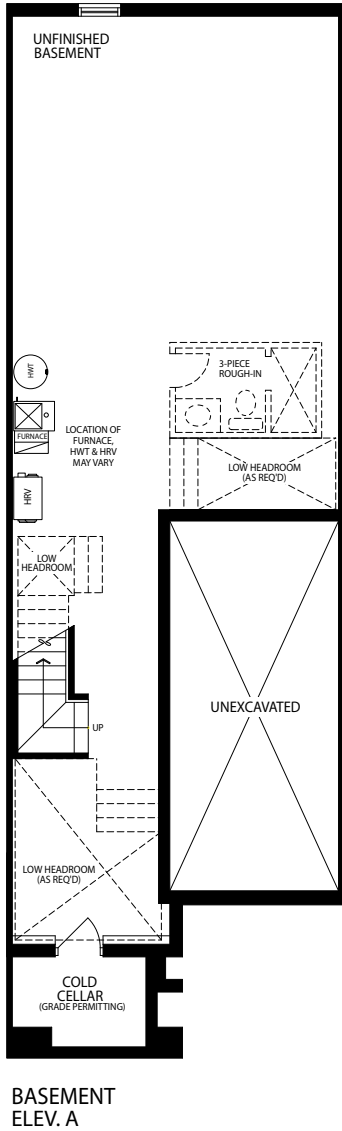 UNFINISHED
BASEMENT
3-PIECE
ROUGH-IN
HWT
FURNACE
LOCATION OF
FURNACE,
HWT & HRV
MAY VARY
LOW HEADROOM
(AS REQ'D)
HRV
LOW
HEADROOM
UNEXCAVATED
UP
LOW HEADROOM
(AS REQ'D)
COLD
CELLAR
(GRADE PERMITTING)
BASEMENT
ELEV. A